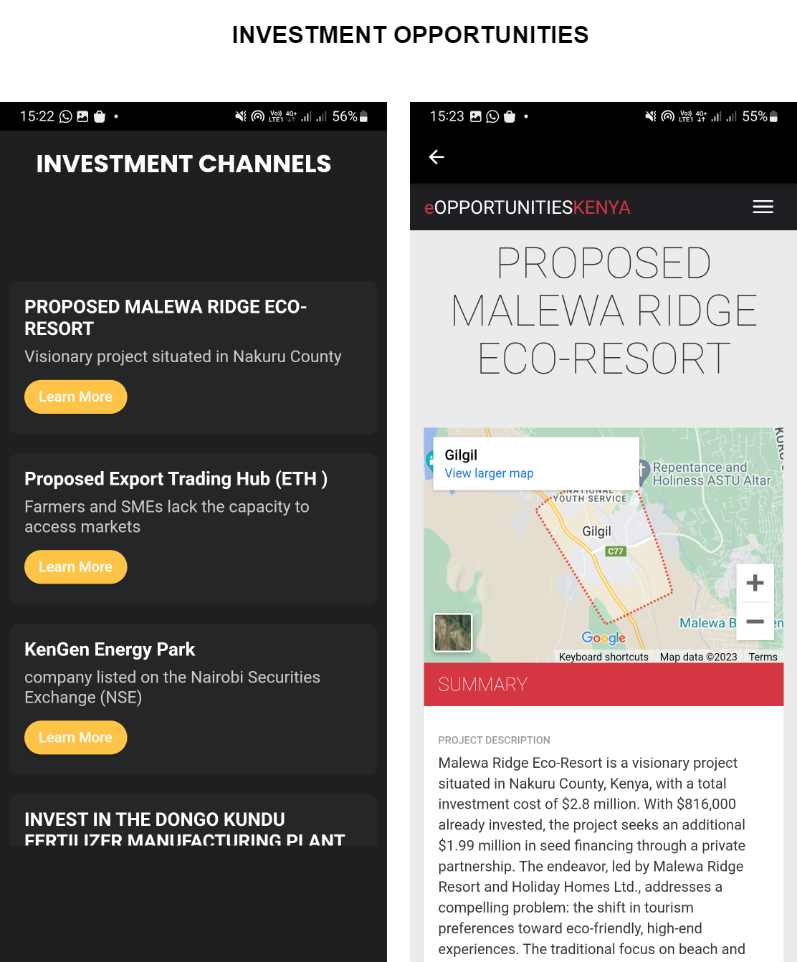 INVESTMENT OPPORTUNITIES
15:22
Vo)) 4G+
LTE1
56%
INVESTMENT CHANNELS
PROPOSED MALEWA RIDGE ECO-
RESORT
Visionary project situated in Nakuru County
Learn More
Proposed Export Trading Hub (ETH )
Farmers and SMEs lack the capacity to
access markets
Learn More
KenGen Energy Park
company listed on the Nairobi Securities
Exchange (NSE)
Learn More
INVEST IN THE DONGO KUNDU
FERTILIZER MANUFACTURING PLANT
15:23
Vo)) 4G+
LTE1
55%
eOPPORTUNITIESKENYA
PROPOSED
MALEWA RIDGE
ECO-RESORT
Gilgil
View larger map
Repentance and
Holiness ASTU Altar
NATIONAL
YOUTH SERVICE
Gilgil
C77
Malewa B
Google
Keyboard shortcuts Map data ©2023 Terms
SUMMARY
PROJECT DESCRIPTION
Malewa Ridge Eco-Resort is a visionary project
situated in Nakuru County, Kenya, with a total
investment cost of $2.8 million. With $816,000
already invested, the project seeks an additional
$1.99 million in seed financing through a private
partnership. The endeavor, led by Malewa Ridge
Resort and Holiday Homes Ltd., addresses a
compelling problem: the shift in tourism
preferences toward eco-friendly, high-end
experiences. The traditional focus on beach and